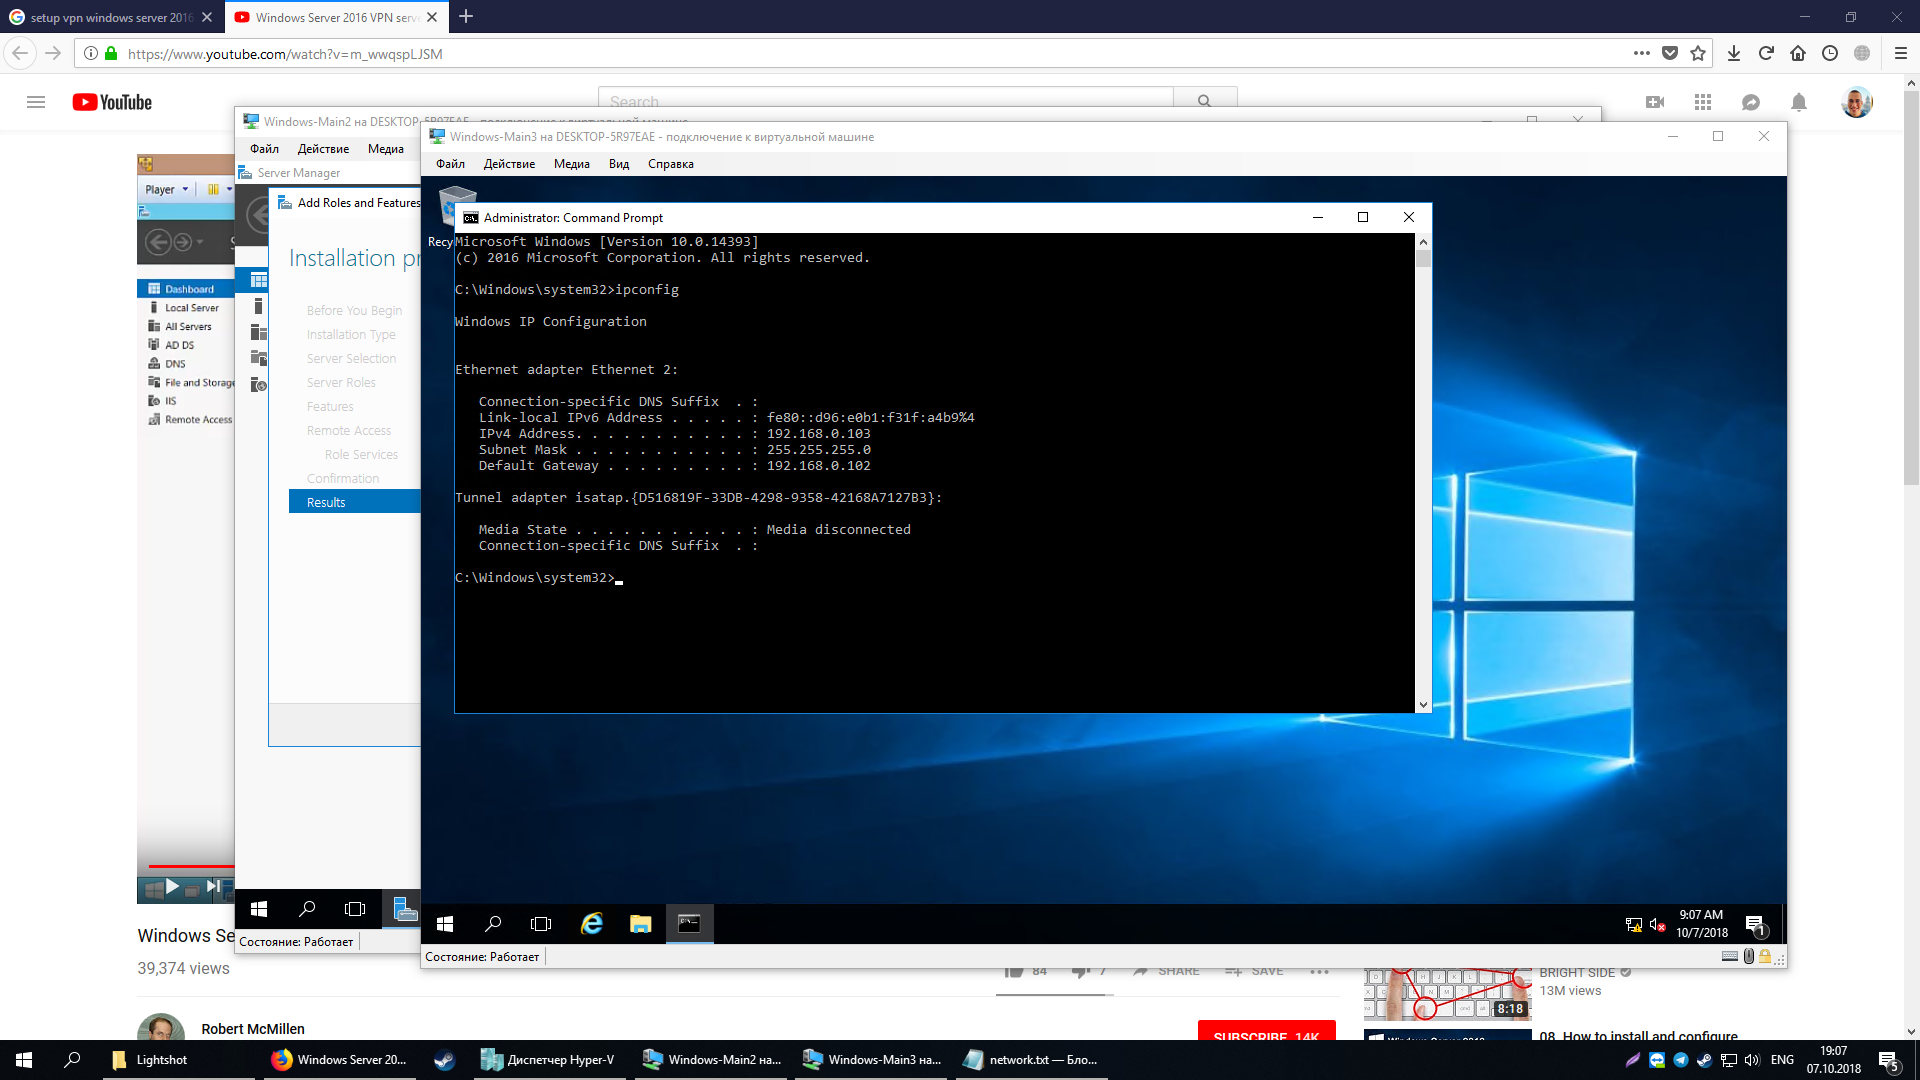 setup vpn windows server 2016
Windows Server 2016 VPN serve
https://www.youtube.com/watch?v=m_wwqspLJSM
YouTube
Search
Windows-Main2 на DESKTOP-5R97EAE - подключение к виртуальной машине
Файл Действие Медиа
Server Manager
Add Roles and Features
Installation pr
Before You Begin
Installation Type
Server Selection
Server Roles
Features
Remote Access
Role Services
Confirmation
Results
Player
Dashboard
Local Server
All Servers
AD DS
DNS
File and Storage
IIS
Remote Access
Windows-Main3 на DESKTOP-5R97EAE - подключение к виртуальной машине
Файл Действие Медиа Вид Справка
Recy
Administrator: Command Prompt
Microsoft Windows [Version 10.0.14393]
(c) 2016 Microsoft Corporation. All rights reserved.
C:\Windows\system32>ipconfig
Windows IP Configuration
Ethernet adapter Ethernet 2:
Connection-specific DNS Suffix . :
Link-local IPv6 Address . . . . . : fe80::d96:e0b1:f31f:a4b9%4
IPv4 Address. . . . . . . . . . . : 192.168.0.103
Subnet Mask . . . . . . . . . . . : 255.255.255.0
Default Gateway . . . . . . . . . : 192.168.0.102
Tunnel adapter isatap.{D516819F-33DB-4298-9358-42168A7127B3}:
Media State . . . . . . . . . . . : Media disconnected
Connection-specific DNS Suffix . :
C:\Windows\system32>
9:07 AM
10/7/2018
1
Состояние: Работает
Состояние: Работает
Windows Se
39,374 views
84 7 SHARE SAVE
Robert McMillen
SUBSCRIBE 14K
BRIGHT SIDE
13M views
8:18
08. How to install and configure
Lightshot
Windows Server 20...
Диспетчер Hyper-V
Windows-Main2 на...
Windows-Main3 на...
network.txt — Бло...
ENG
19:07
07.10.2018
5